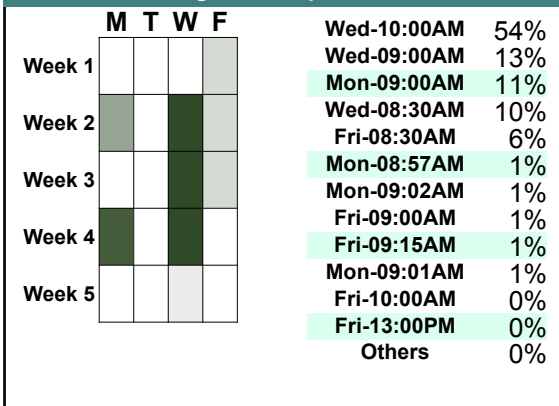 M T W F
Week 1
Week 2
Week 3
Week 4
Week 5
Wed-10:00AM 54%
Wed-09:00AM 13%
Mon-09:00AM 11%
Wed-08:30AM 10%
Fri-08:30AM 6%
Mon-08:57AM 1%
Mon-09:02AM 1%
Fri-09:00AM 1%
Fri-09:15AM 1%
Mon-09:01AM 1%
Fri-10:00AM 0%
Fri-13:00PM 0%
Others 0%